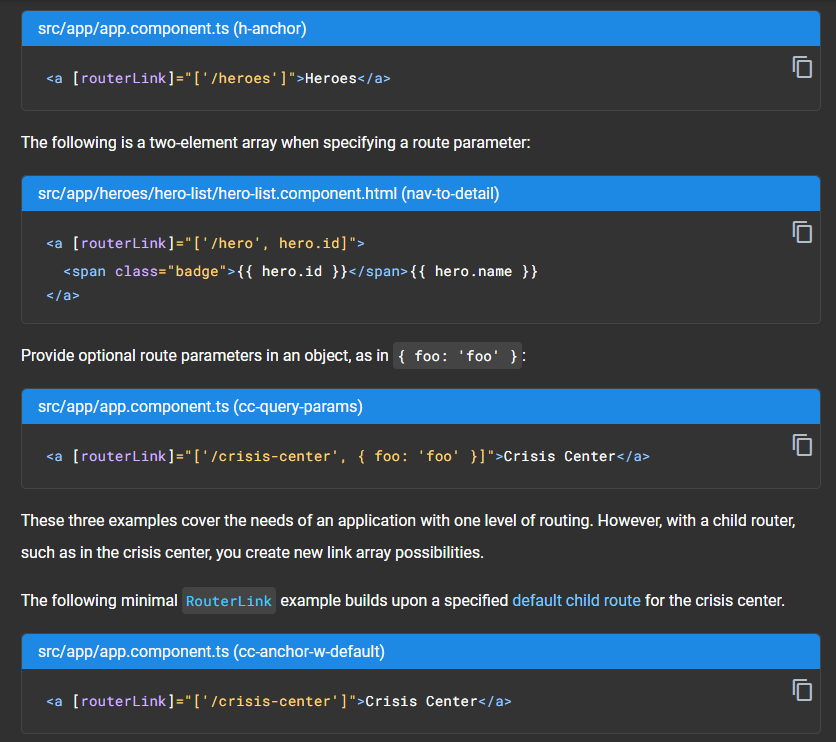 src/app/app.component.ts (h-anchor)
<a [routerLink]="['/heroes']">Heroes</a>
The following is a two-element array when specifying a route parameter:
src/app/heroes/hero-list/hero-list.component.html (nav-to-detail)
<a [routerLink]="['/hero', hero.id]">
  <span class="badge">{{ hero.id }}</span>{{ hero.name }}
</a>
Provide optional route parameters in an object, as in { foo: 'foo' }:
src/app/app.component.ts (cc-query-params)
<a [routerLink]="['/crisis-center', { foo: 'foo' }]">Crisis Center</a>
These three examples cover the needs of an application with one level of routing. However, with a child router,
such as in the crisis center, you create new link array possibilities.
The following minimal RouterLink example builds upon a specified default child route for the crisis center.
src/app/app.component.ts (cc-anchor-w-default)
<a [routerLink]="['/crisis-center']">Crisis Center</a>